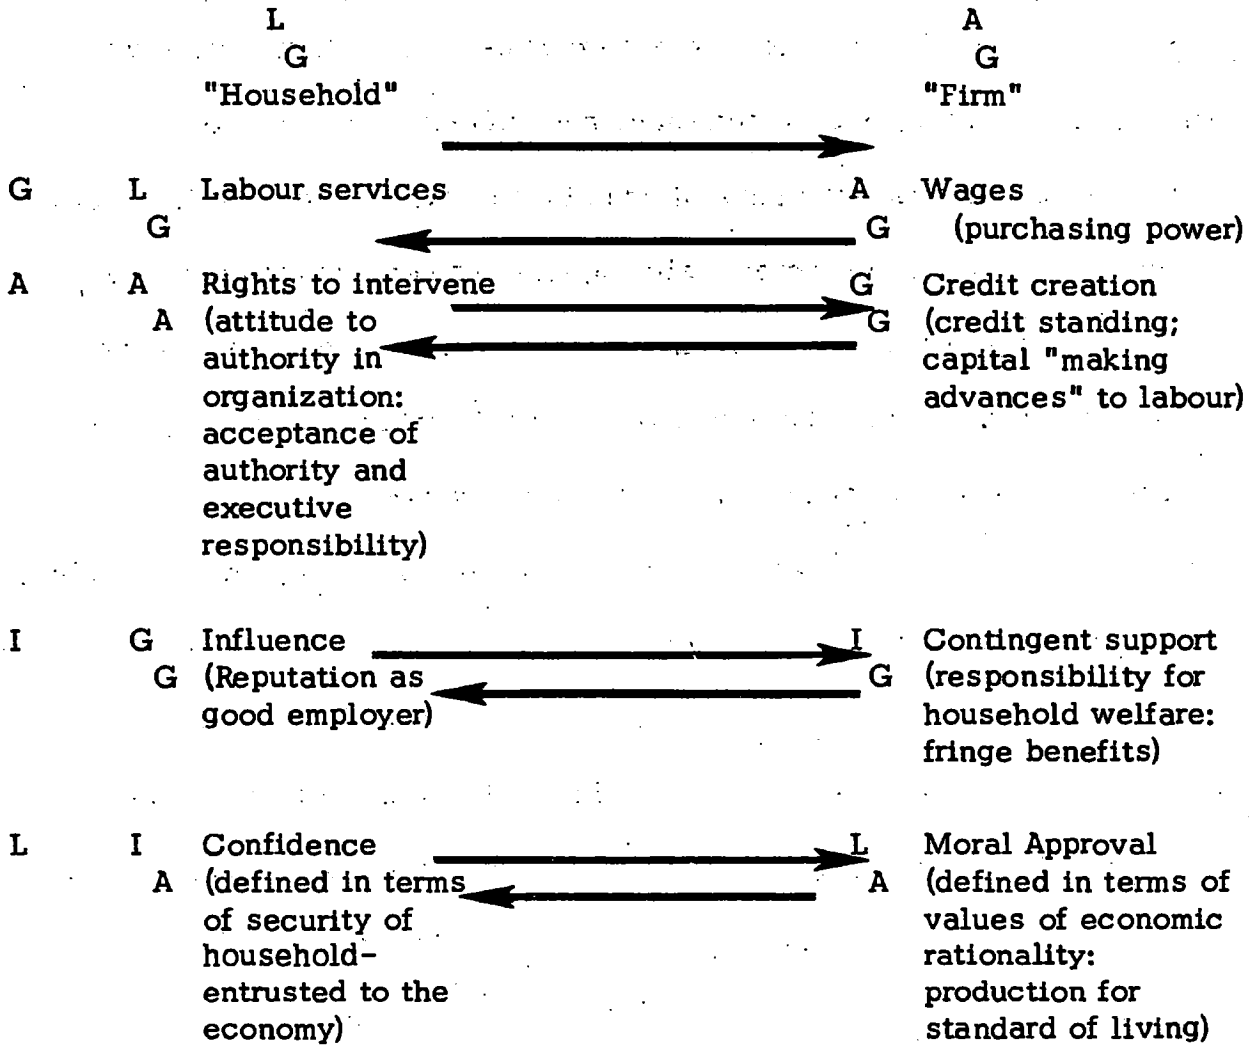 L A
G G
"Household" "Firm"
G L Labour services A Wages
G G (purchasing power)
A A Rights to intervene G Credit creation
A (attitude to G (credit standing;
authority in capital "making
organization: advances" to labour)
acceptance of
authority and
executive
responsibility)
I G Influence I Contingent support
G (Reputation as G (responsibility for
good employer) household welfare:
fringe benefits)
L I Confidence L Moral Approval
A (defined in terms A (defined in terms of
of security of values of economic
household- rationality:
entrusted to the production for
economy) standard of living)